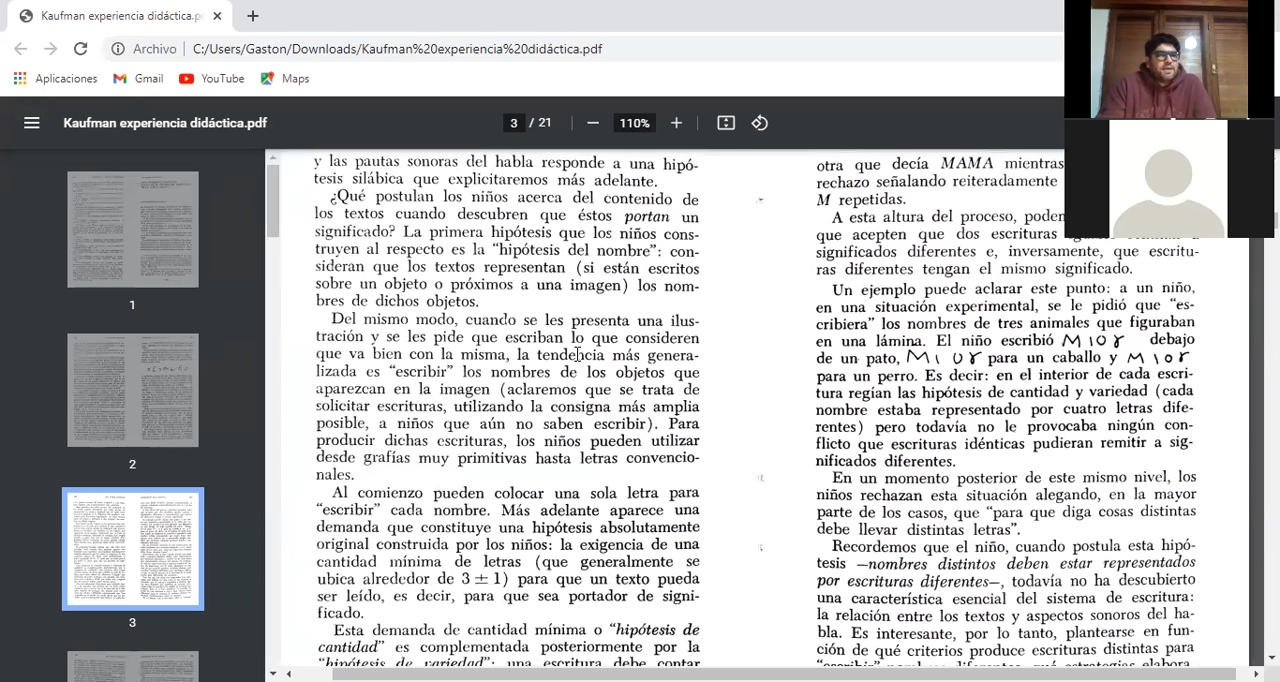 Kaufman experiencia didáctica.p
Archivo
C:/Users/Gaston/Downloads/Kaufman%20experiencia%20didáctica.pdf
Aplicaciones
Gmail
YouTube
Maps
Kaufman experiencia didáctica.pdf
3 / 21
110%
1
2
3
y las pautas sonoras del habla responde a una hipó-
tesis silábica que explicitaremos más adelante.
¿Qué postulan los niños acerca del contenido de
los textos cuando descubren que éstos portan un
significado? La primera hipótesis que los niños cons-
truyen al respecto es la "hipótesis del nombre": con-
sideran que los textos representan (si están escritos
sobre un objeto o próximos a una imagen) los nom-
bres de dichos objetos.
Del mismo modo, cuando se les presenta una ilus-
tración y se les pide que escriban lo que consideren
que va bien con la misma, la tendencia más genera-
lizada es "escribir" los nombres de los objetos que
aparezcan en la imagen (aclaremos que se trata de
solicitar escrituras, utilizando la consigna más amplia
posible, a niños que aún no saben escribir). Para
producir dichas escrituras, los niños pueden utilizar
desde grafías muy primitivas hasta letras convencio-
nales.
Al comienzo pueden copocar una sola letra para
"escribir" cada nombre. Más adelante aparece una
demanda que constituye una hipótesis absolutamente
original construida por los niños: la exigencia de una
cantidad mínima de letras (que generalmente se
ubica alrededor de 3 ± 1) para que un texto pueda
ser leído, es decir, para que sea portador de signi-
ficado.
Esta demanda de cantidad mínima o "hipótesis de
cantidad" es complementada posteriormente por la
"hipótesis de variedad": una escritura debe contar
otra que decía MAMA mientras
rechazo señalando reiteradamente
M repetidas.
A esta altura del proceso, poden
que acepten que dos escrituras
significados diferentes e, inversamente, que escritu-
ras diferentes tengan el mismo significado.
Un ejemplo puede aclarar este punto: a un niño,
en una situación experimental, se le pidió que "es-
cribiera" los nombres de tres animales que figuraban
en una lámina. El niño escribió MIOr debajo
de un pato, MIOr para un caballo y MIOr
para un perro. Es decir: en el interior de cada escri-
tura regían las hipótesis de cantidad y variedad (cada
nombre estaba representado por cuatro letras dife-
rentes) pero todavía no le provocaba ningún con-
flicto que escrituras idénticas pudieran remitir a sig-
nificados diferentes.
En un momento posterior de este mismo nivel, los
niños rechazan esta situación alegando, en la mayor
parte de los casos, que "para que diga cosas distintas
debe llevar distintas letras".
Recordemos que el niño, cuando postula esta hipó-
tesis —nombres distintos deben estar representados
por escrituras diferentes—, todavía no ha descubierto
una característica esencial del sistema de escritura:
la relación entre los textos y aspectos sonoros del ha-
bla. Es interesante, por lo tanto, plantearse en fun-
ción de qué criterios produce escrituras distintas para